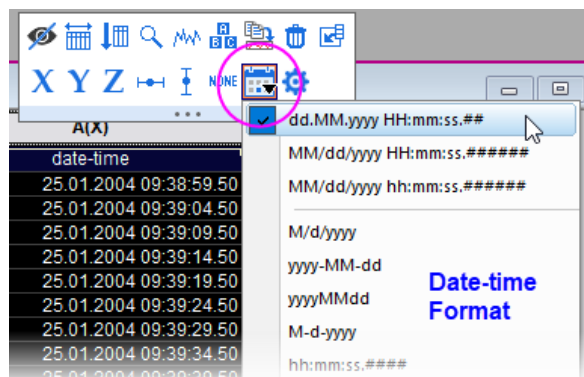 A
B C
X Y Z NONE
A(X)
date-time
25.01.2004 09:38:59.50
25.01.2004 09:39:04.50
25.01.2004 09:39:09.50
25.01.2004 09:39:14.50
25.01.2004 09:39:19.50
25.01.2004 09:39:24.50
25.01.2004 09:39:29.50
25.01.2004 09:39:34.50
dd.MM.yyyy HH:mm:ss.##
MM/dd/yyyy HH:mm:ss.######
MM/dd/yyyy hh:mm:ss.######
M/d/yyyy
yyyy-MM-dd
yyyyMMdd
M-d-yyyy
hh:mm:ss.####
Date-time
Format